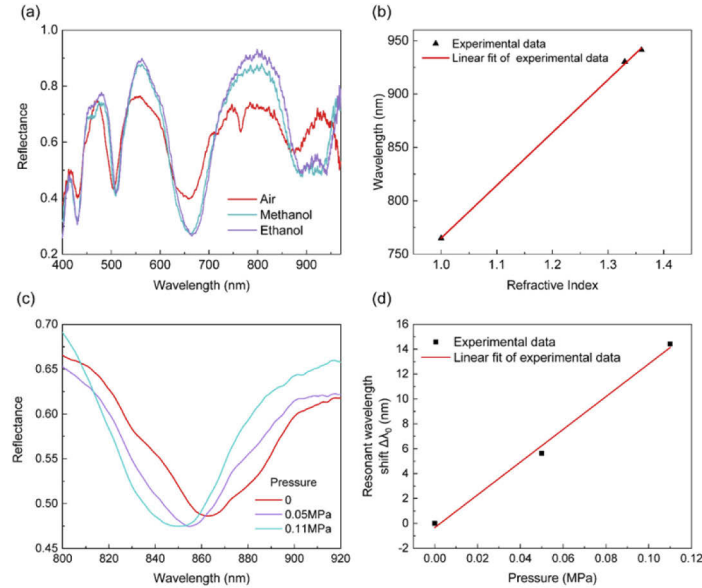 (a)
1.0
0.8
0.6
0.4
0.2
Reflectance
Air
Methanol
Ethanol
400 500 600 700 800 900
Wavelength (nm)
(b)
950
900
850
800
750
Wavelength (nm)
Experimental data
Linear fit of experimental data
1.0 1.1 1.2 1.3 1.4
Refractive Index
(c)
0.70
0.65
0.60
0.55
0.50
0.45
Reflectance
Pressure
0
0.05MPa
0.11MPa
800 820 840 860 880 900 920
Wavelength (nm)
(d)
16
14
12
10
8
6
4
2
0
-2
Resonant wavelength
shift Δλ₀ (nm)
Experimental data
Linear fit of experimental data
0.00 0.02 0.04 0.06 0.08 0.10 0.12
Pressure (MPa)